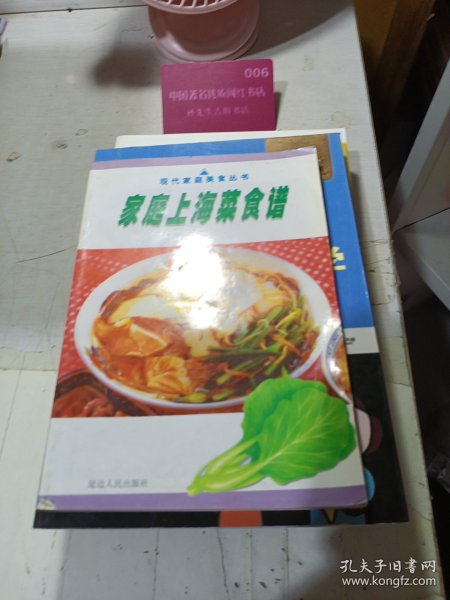 006
中国著名民族网红书店
现代家庭美食丛书
家庭上海菜食谱
延边人民出版社
孔夫子旧书网
www.kongfz.com